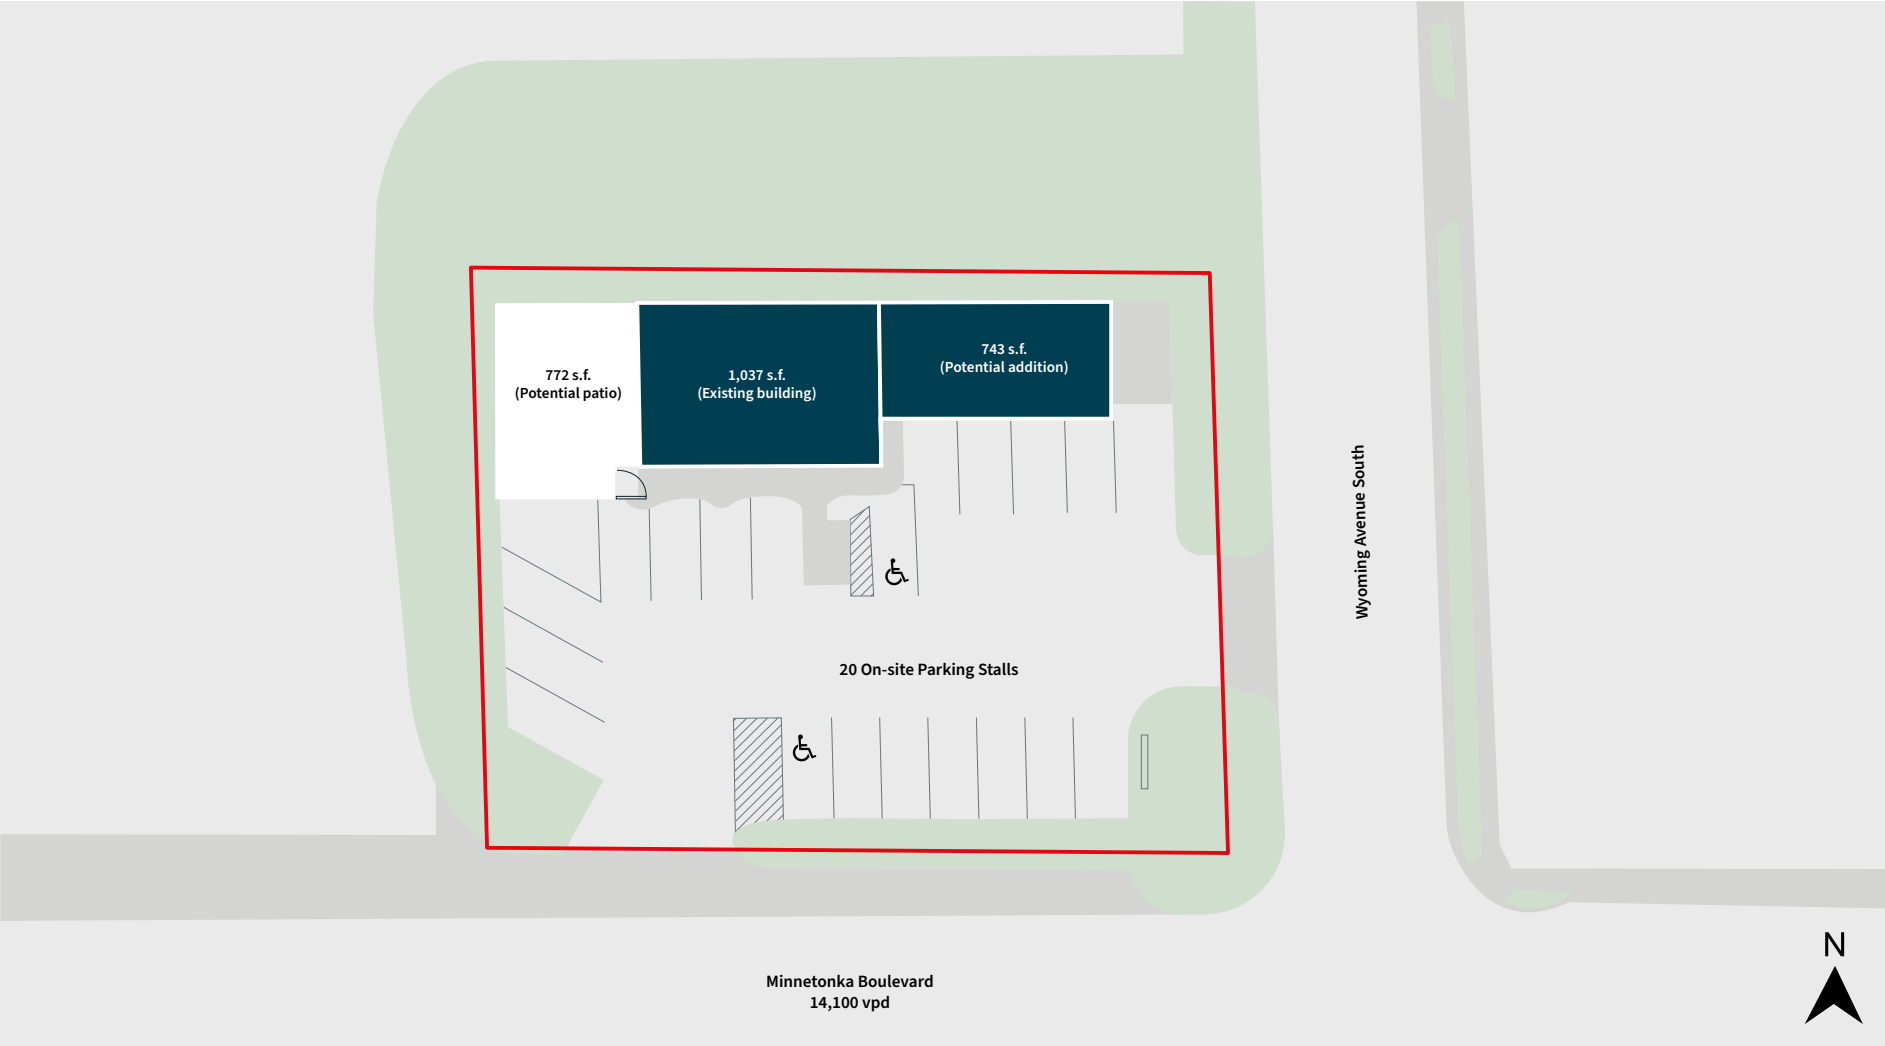 772 s.f.
(Potential patio)
1,037 s.f.
(Existing building)
743 s.f.
(Potential addition)
Wyoming Avenue South
20 On-site Parking Stalls
Minnetonka Boulevard
14,100 vpd
N